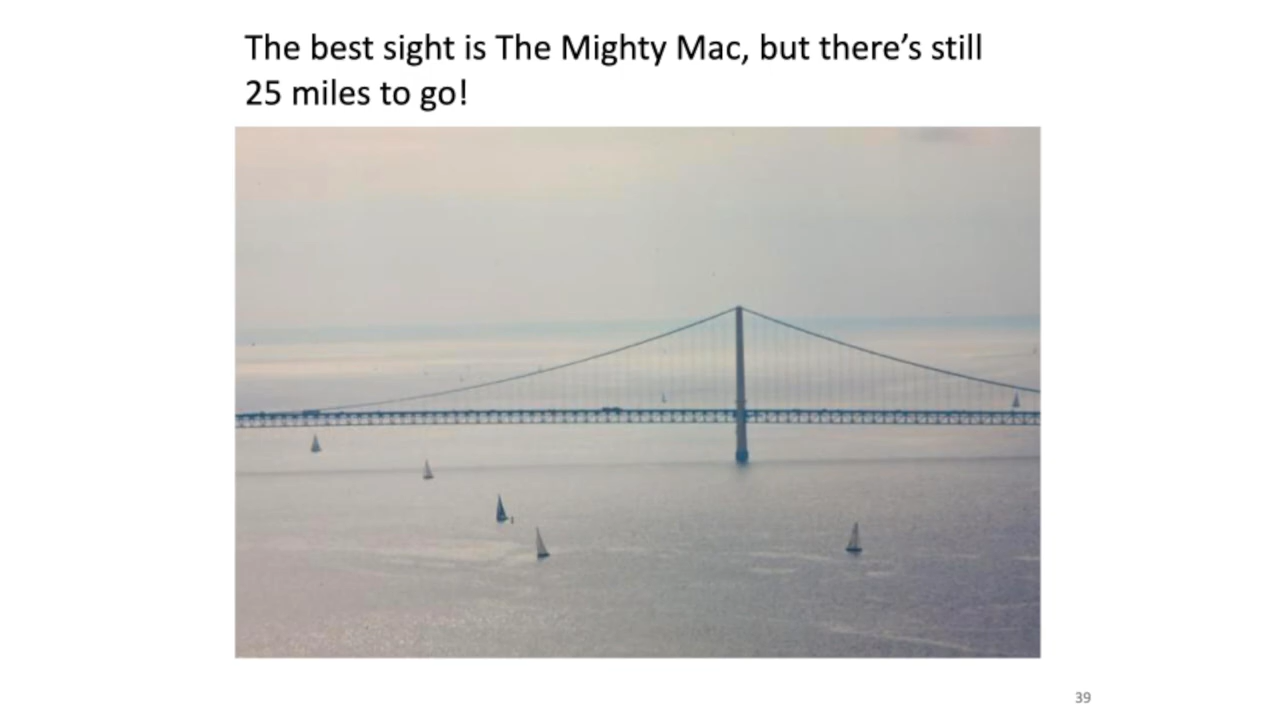 The best sight is The Mighty Mac, but there’s still
25 miles to go!
39